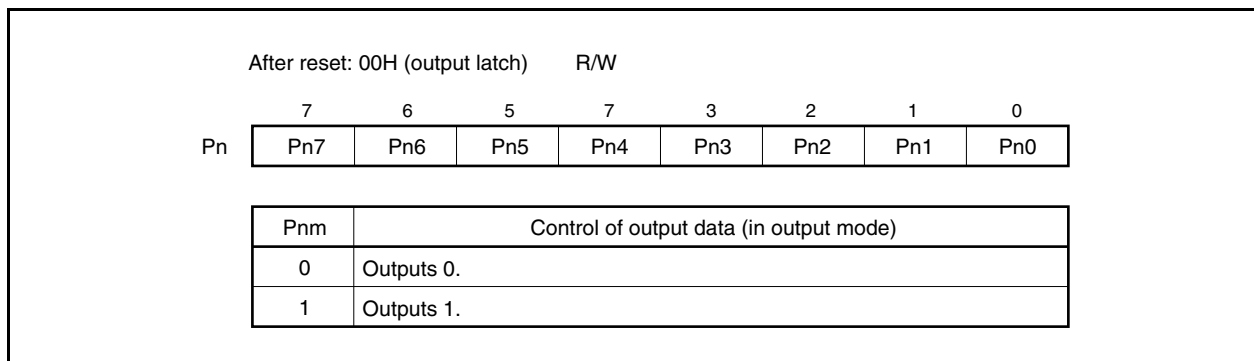 After reset: 00H (output latch) R/W
7 6 5 7 3 2 1 0
Pn Pn7 Pn6 Pn5 Pn4 Pn3 Pn2 Pn1 Pn0
Pnm Control of output data (in output mode)
0 Outputs 0.
1 Outputs 1.